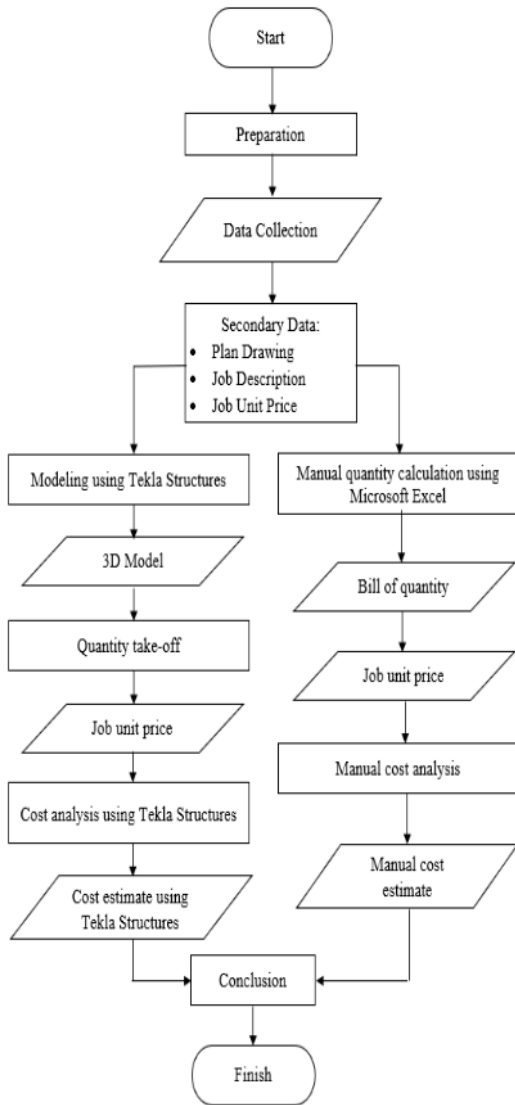 Start
Preparation
Data Collection
Secondary Data:
• Plan Drawing
• Job Description
• Job Unit Price
Modeling using Tekla Structures
3D Model
Quantity take-off
Job unit price
Cost analysis using Tekla Structures
Cost estimate using
Tekla Structures
Manual quantity calculation using
Microsoft Excel
Bill of quantity
Job unit price
Manual cost analysis
Manual cost
estimate
Conclusion
Finish